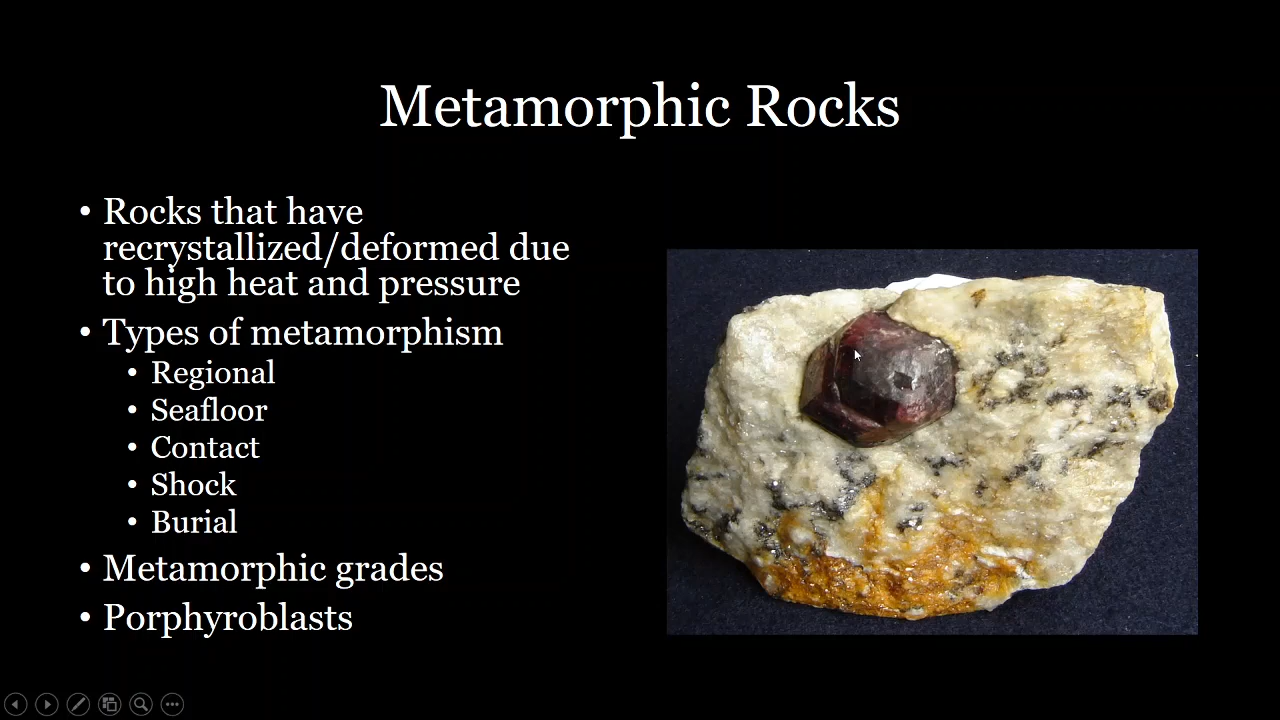 Metamorphic Rocks
• Rocks that have
recrystallized/deformed due
to high heat and pressure
• Types of metamorphism
• Regional
• Seafloor
• Contact
• Shock
• Burial
• Metamorphic grades
• Porphyroblasts